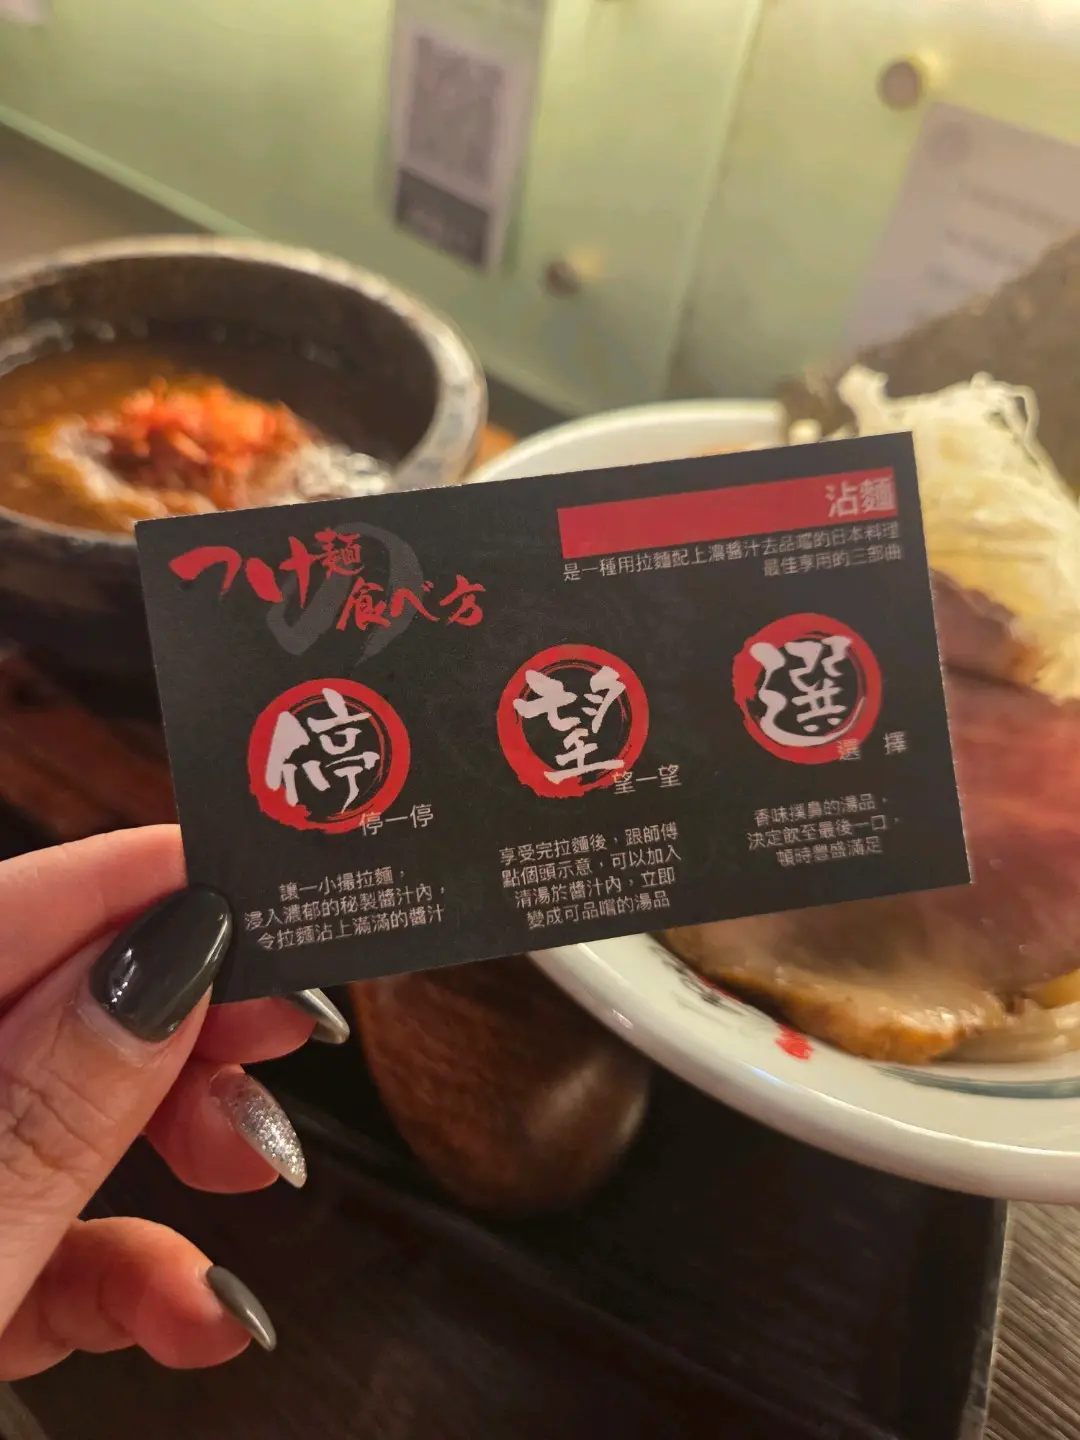 つけ麺の
食べ方
沾麵
是一種用拉麵配上濃醬汁去品嚐的日本料理
最佳享用的三部曲
停
停一停
讓一小撮拉麵，
浸入濃郁的秘製醬汁內，
令拉麵沾上滿滿的醬汁
望
望一望
享受完拉麵後，跟師傅
點個頭示意，可以加入
清湯於醬汁內，立即
變成可品嚐的湯品
選
選擇
香味撲鼻的湯品，
決定飲至最後一口，
頓時豐盛滿足